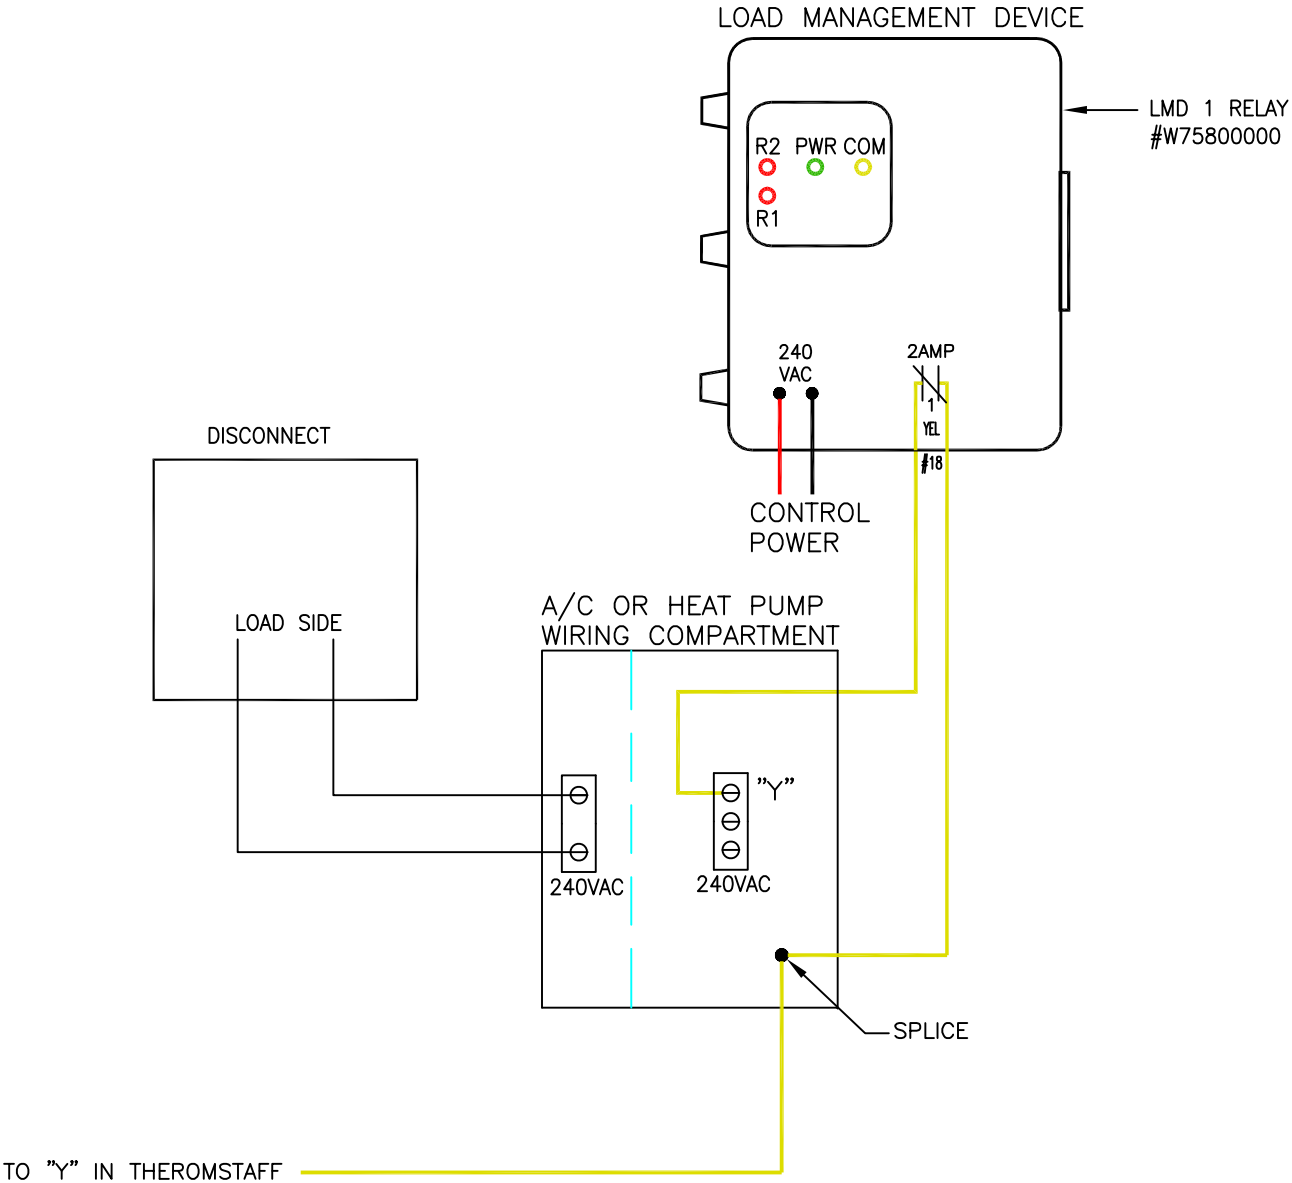 LOAD MANAGEMENT DEVICE
LMD 1 RELAY
#W75800000
R2 PWR COM
R1
240
VAC
2AMP
1
YEL
#18
CONTROL
POWER
DISCONNECT
LOAD SIDE
A/C OR HEAT PUMP
WIRING COMPARTMENT
"Y"
240VAC
240VAC
SPLICE
TO "Y" IN THEROMSTAFF